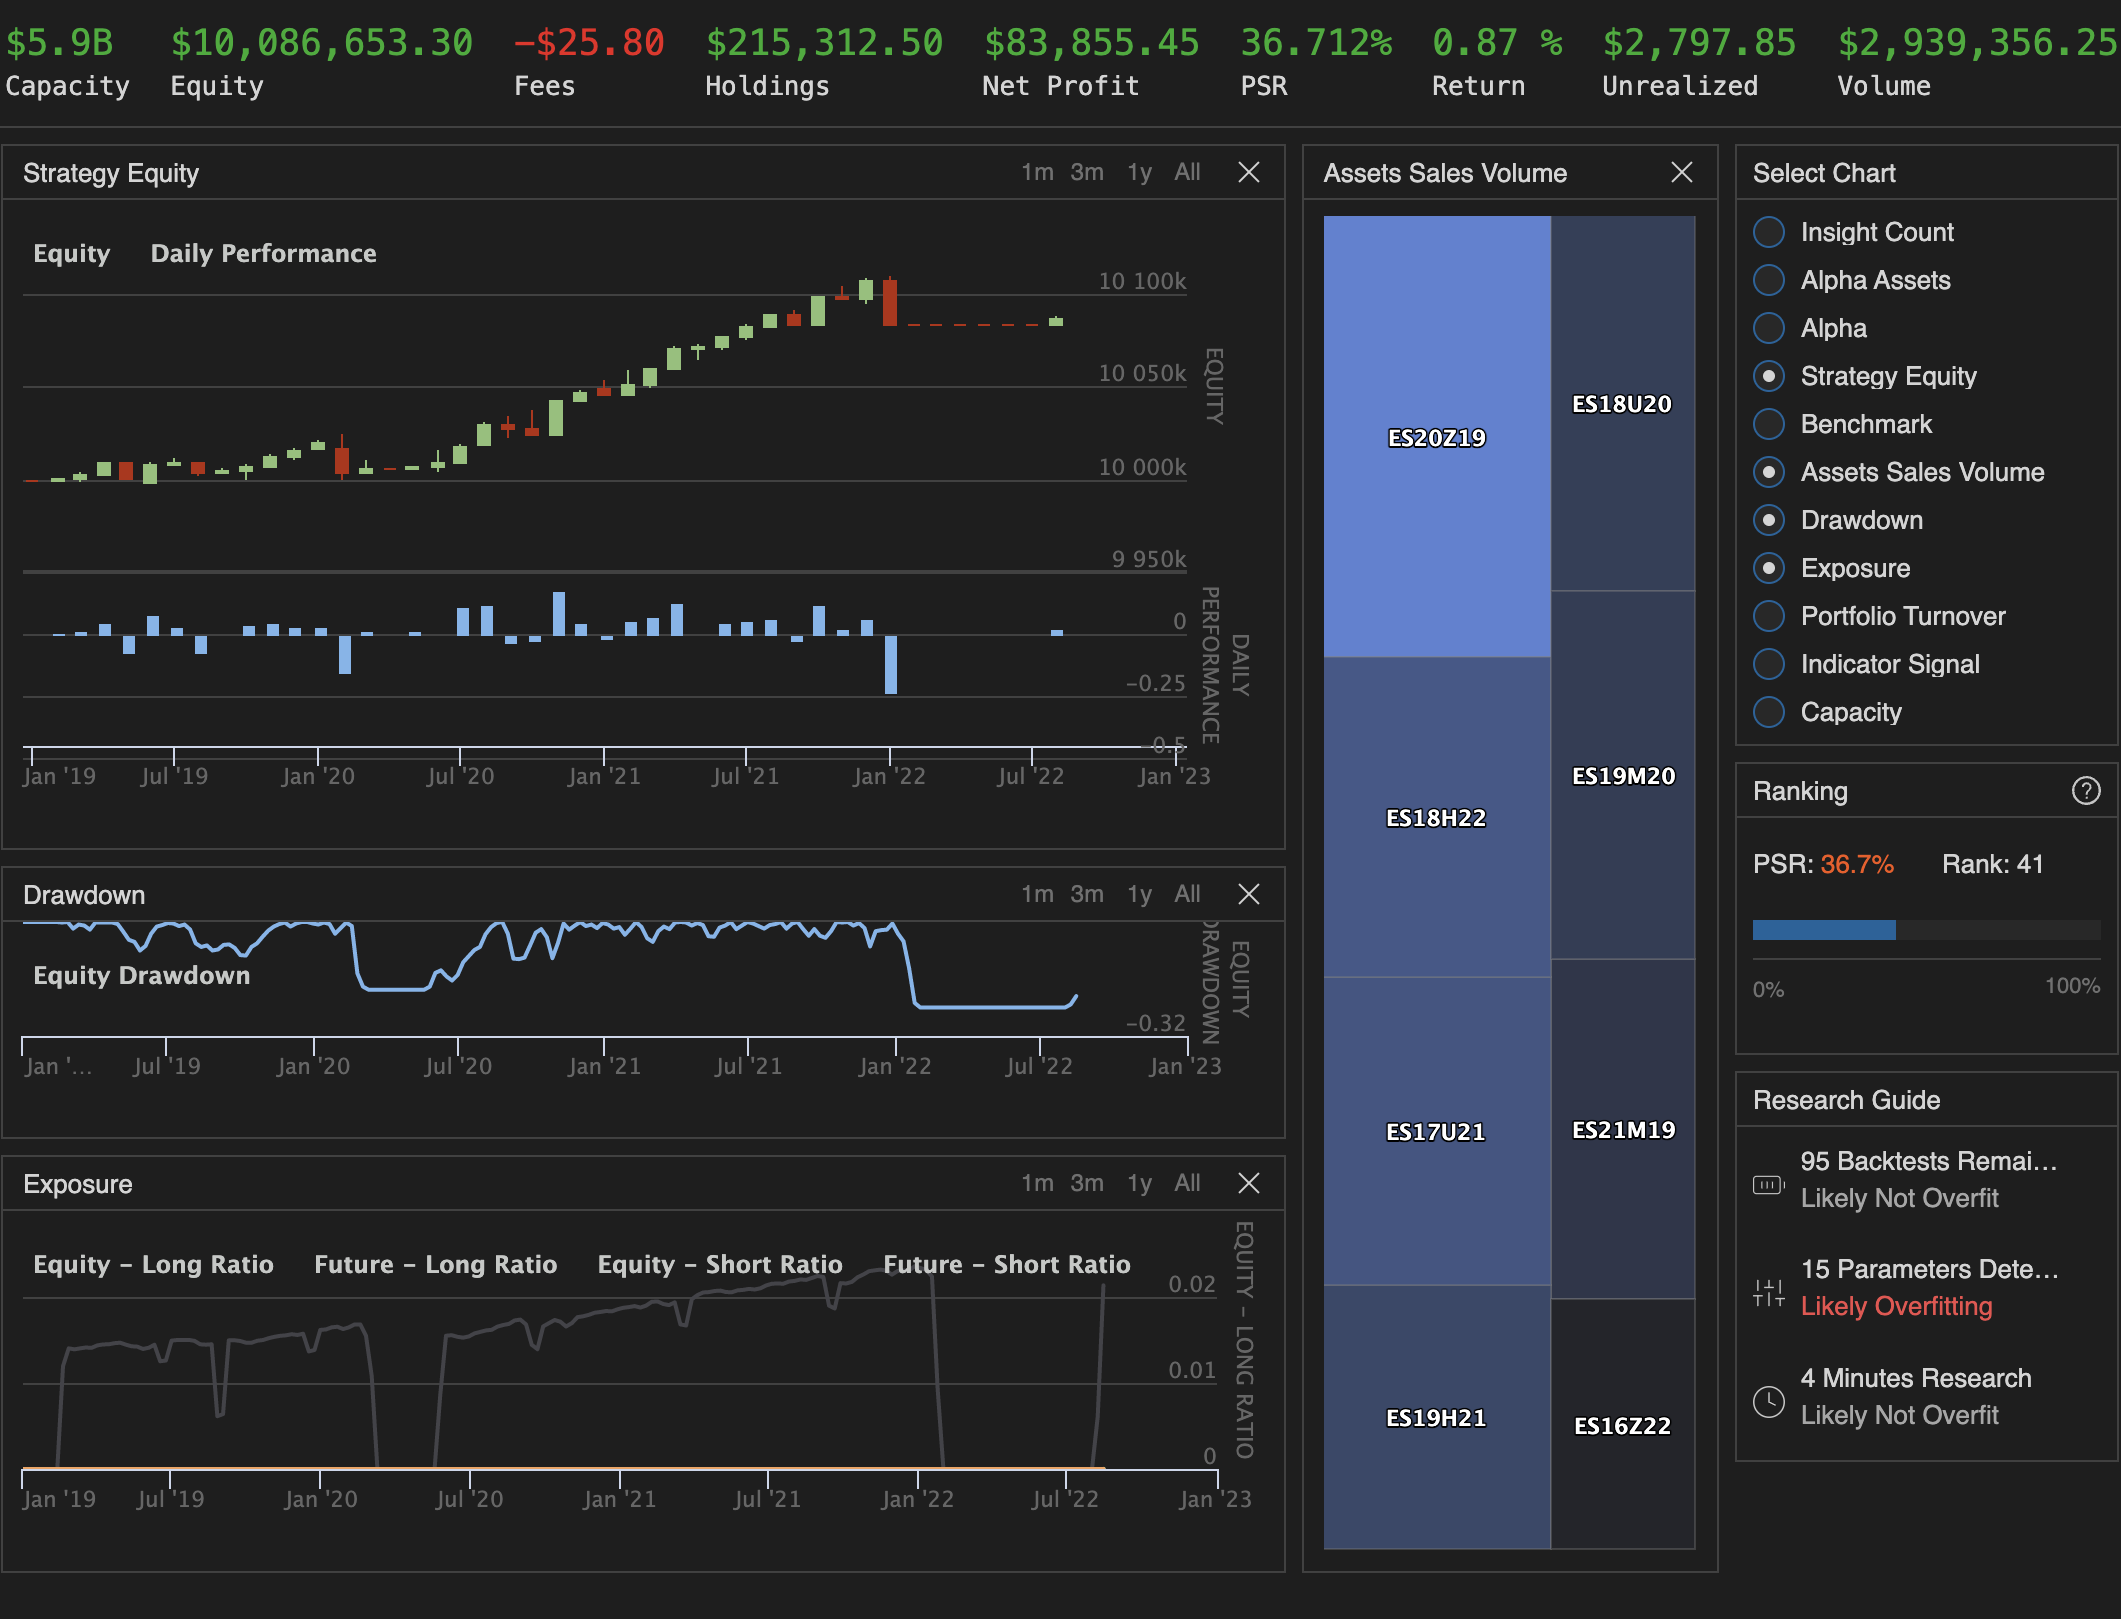 $5.9B $10,086,653.30 -$25.80 $215,312.50 $83,855.45 36.712% 0.87 % $2,797.85 $2,939,356.25
Capacity Equity Fees Holdings Net Profit PSR Return Unrealized Volume
Strategy Equity 1m 3m 1y All
Equity Daily Performance
10 100k
10 050k
10 000k
9 950k
EQUITY
0
-0.25
-0.5
DAILY
PERFORMANCE
Jan '19 Jul '19 Jan '20 Jul '20 Jan '21 Jul '21 Jan '22 Jul '22 Jan '23
Drawdown 1m 3m 1y All
Equity Drawdown
-0.32
EQUITY
DRAWDOWN
Jan '... Jul '19 Jan '20 Jul '20 Jan '21 Jul '21 Jan '22 Jul '22 Jan '23
Exposure 1m 3m 1y All
Equity - Long Ratio Future - Long Ratio Equity - Short Ratio Future - Short Ratio
0.02
0.01
0
EQUITY - LONG RATIO
Jan '19 Jul '19 Jan '20 Jul '20 Jan '21 Jul '21 Jan '22 Jul '22 Jan '23
Assets Sales Volume
ES20Z19
ES18H22
ES17U21
ES19H21
ES18U20
ES19M20
ES21M19
ES16Z22
Select Chart
Insight Count
Alpha Assets
Alpha
Strategy Equity
Benchmark
Assets Sales Volume
Drawdown
Exposure
Portfolio Turnover
Indicator Signal
Capacity
Ranking ?
PSR: 36.7% Rank: 41
0% 100%
Research Guide
95 Backtests Remai...
Likely Not Overfit
15 Parameters Dete...
Likely Overfitting
4 Minutes Research
Likely Not Overfit